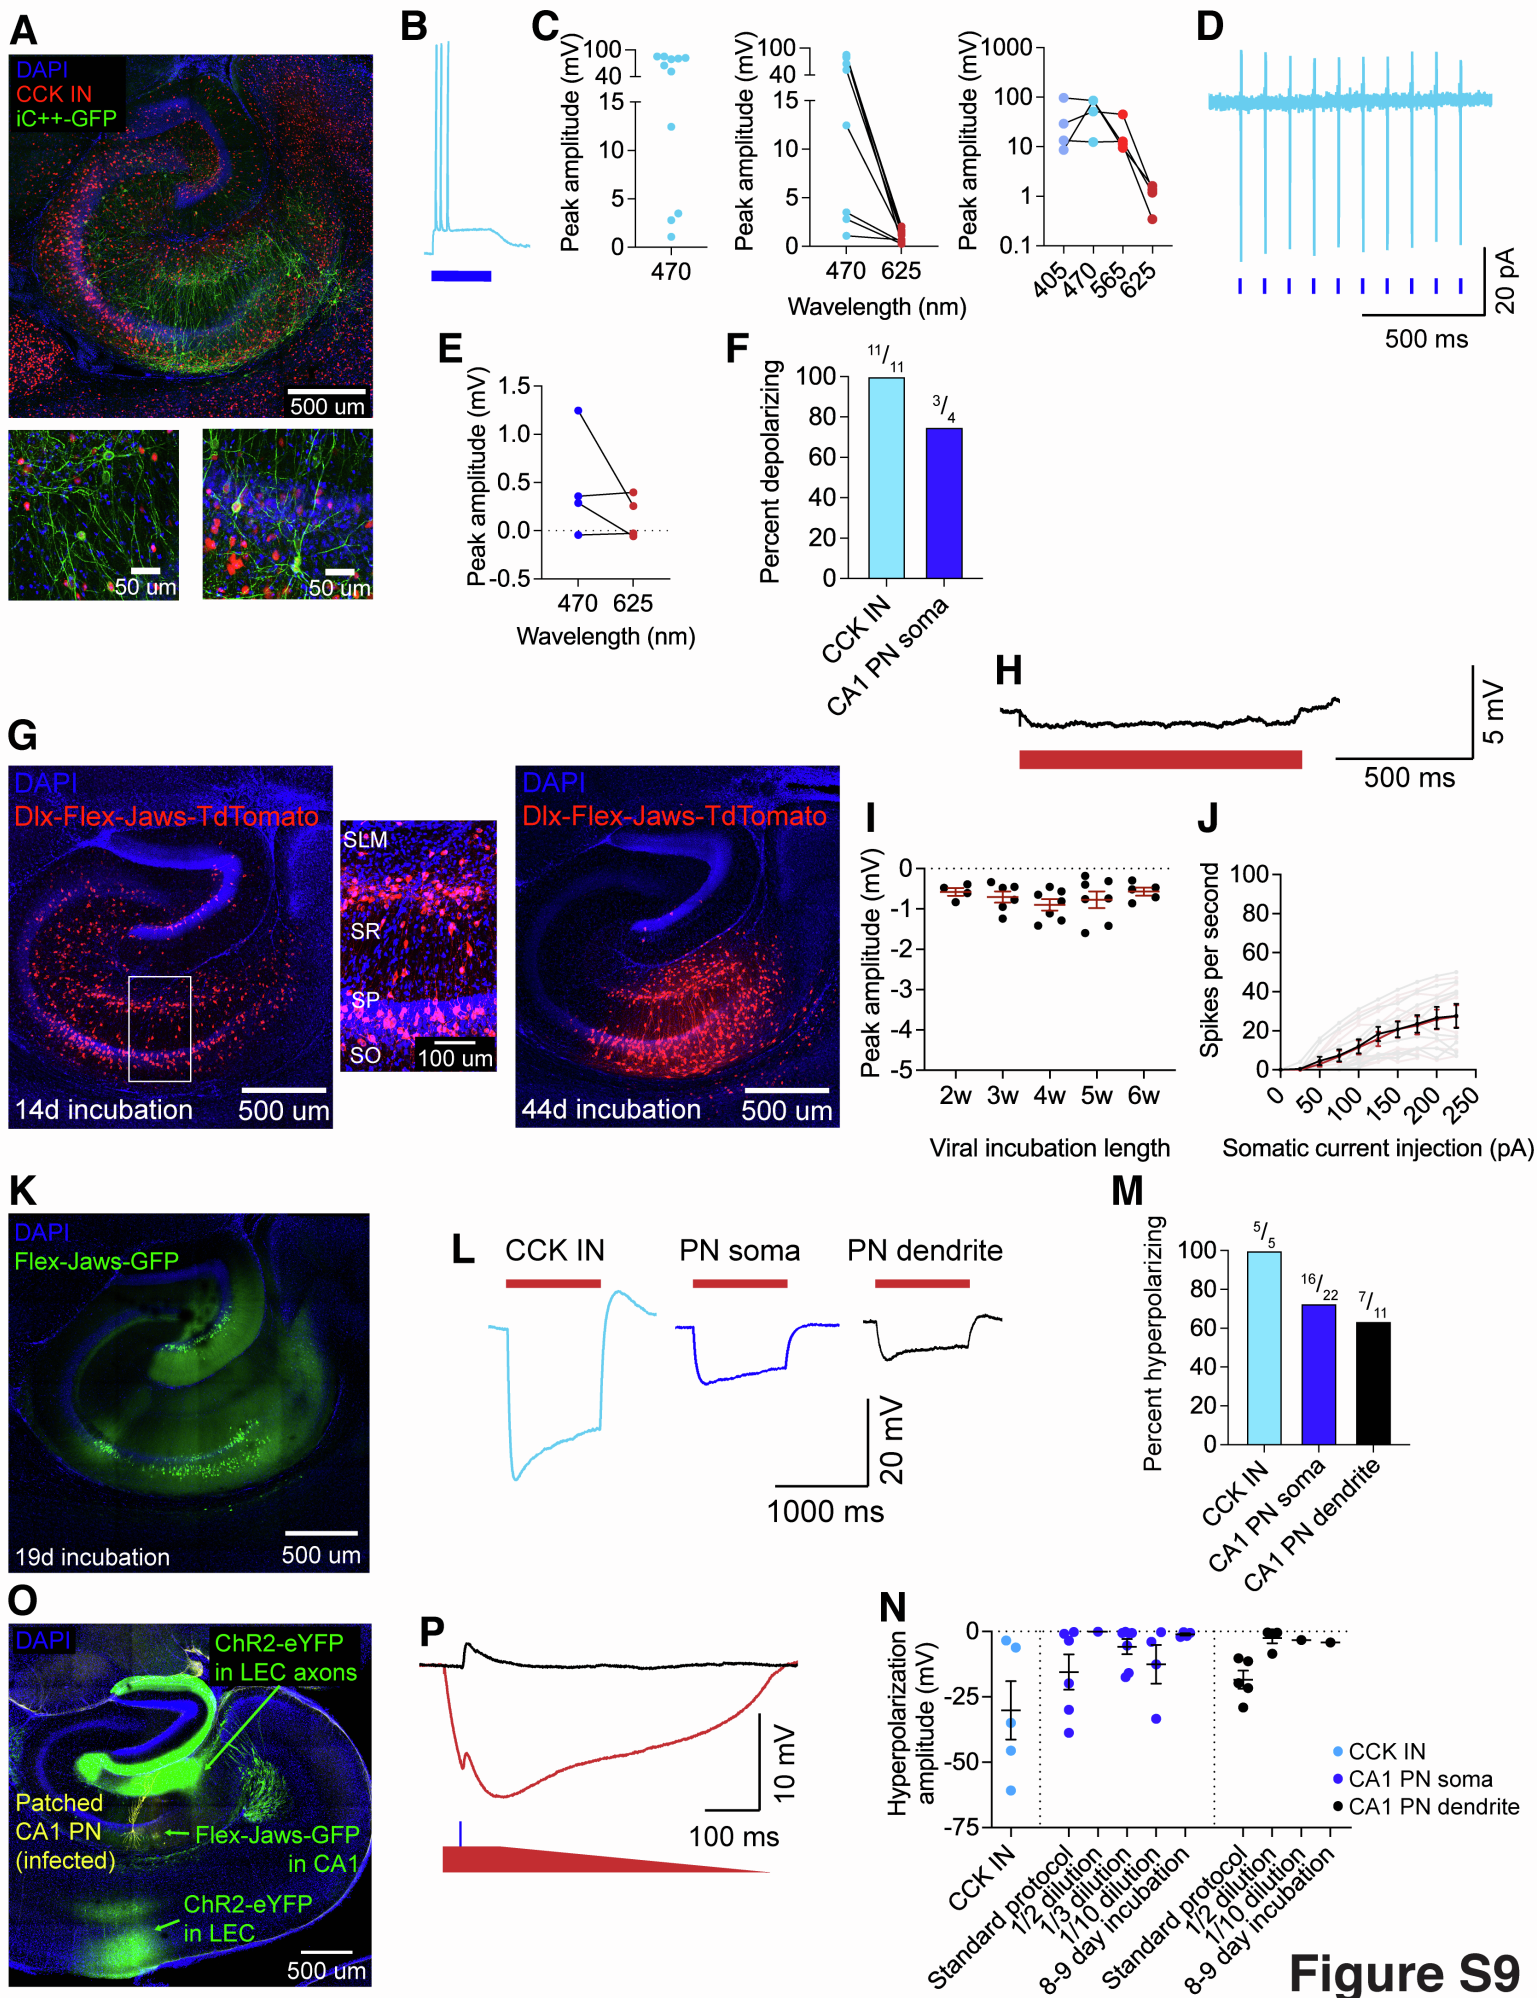 A
DAPI
CCK IN
iC++-GFP
500 um
50 um
50 um
B
C
Peak amplitude (mV)
100
40
15
10
5
0
470
Peak amplitude (mV)
100
40
15
10
5
0
470 625
Wavelength (nm)
Peak amplitude (mV)
1000
100
10
1
0.1
405
470
565
625
D
20 pA
500 ms
E
Peak amplitude (mV)
1.5
1.0
0.5
0.0
-0.5
470 625
Wavelength (nm)
F
Percent depolarizing
100
80
60
40
20
0
11/11
3/4
CCK IN
CA1 PN soma
G
DAPI
Dlx-Flex-Jaws-TdTomato
14d incubation
500 um
SLM
SR
SP
SO
100 um
DAPI
Dlx-Flex-Jaws-TdTomato
44d incubation
500 um
H
5 mV
500 ms
I
Peak amplitude (mV)
0
-1
-2
-3
-4
-5
2w 3w 4w 5w 6w
Viral incubation length
J
Spikes per second
100
80
60
40
20
0
0 50 100 150 200 250
Somatic current injection (pA)
K
DAPI
Flex-Jaws-GFP
19d incubation
500 um
L
CCK IN
PN soma
PN dendrite
20 mV
1000 ms
M
Percent hyperpolarizing
100
80
60
40
20
0
5/5
16/22
7/11
CCK IN
CA1 PN soma
CA1 PN dendrite
O
DAPI
ChR2-eYFP
in LEC axons
Patched
CA1 PN
(infected)
Flex-Jaws-GFP
in CA1
ChR2-eYFP
in LEC
500 um
P
10 mV
100 ms
N
Hyperpolarization
amplitude (mV)
0
-25
-50
-75
CCK IN
CA1 PN soma
CA1 PN dendrite
CCK IN
Standard protocol
1/2 dilution
1/3 dilution
1/10 dilution
8-9 day incubation
Standard protocol
1/2 dilution
1/10 dilution
8-9 day incubation
Figure S9